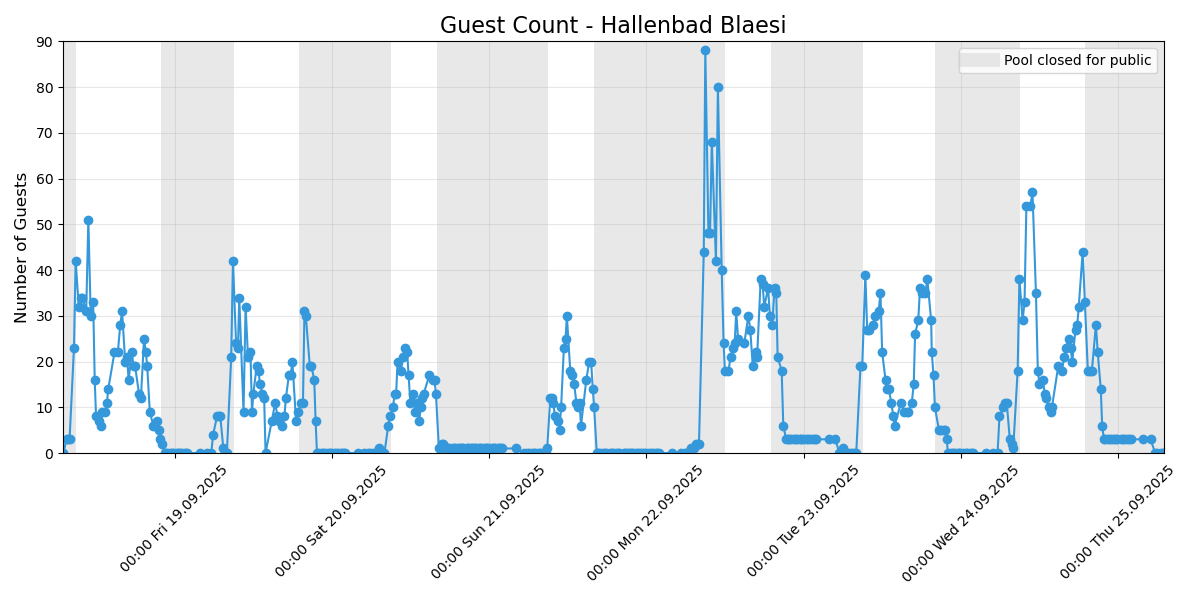 Guest Count - Hallenbad Blaesi
Pool closed for public
Number of Guests
90
80
70
60
50
40
30
20
10
0
00:00 Fri 19.09.2025
00:00 Sat 20.09.2025
00:00 Sun 21.09.2025
00:00 Mon 22.09.2025
00:00 Tue 23.09.2025
00:00 Wed 24.09.2025
00:00 Thu 25.09.2025